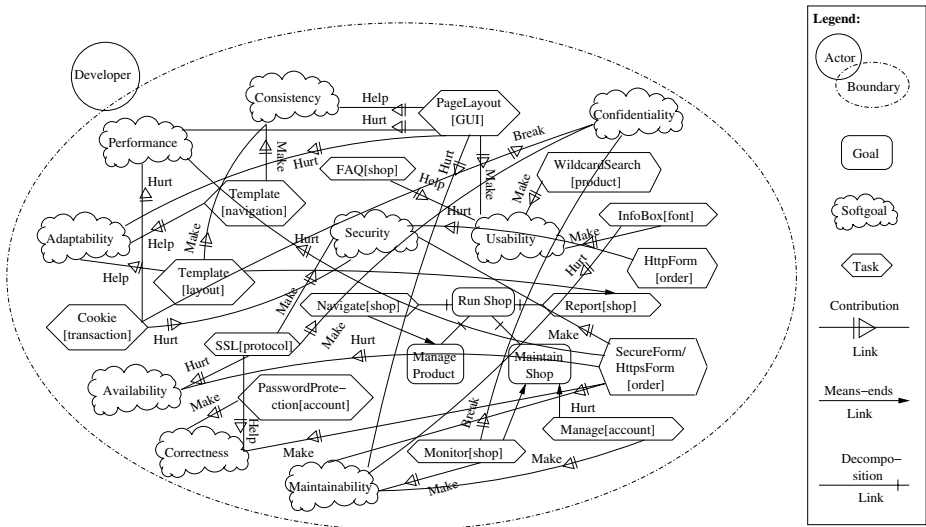 Developer
Consistency
Help
Hurt
PageLayout
[GUI]
Confidentiality
Performance
Break
Make
Hurt
Hurt
FAQ[shop]
Help
Make
Make
WildcardSearch
[product]
Hurt
Template
[navigation]
InfoBox[font]
Adaptability
Make
Help
Hurt
Security
Hurt
Usability
Make
HttpForm
[order]
Help
Template
[layout]
Make
Hurt
Navigate[shop]
Run Shop
Report[shop]
Cookie
[transaction]
Hurt
SSL[protocol]
Make
Make
Hurt
Manage
Product
Maintain
Shop
SecureForm/
HttpsForm
[order]
Availability
Hurt
Make
PasswordProte−
ction[account]
Hurt
Correctness
Help
Make
Break
Monitor[shop]
Manage[account]
Make
Maintainability
Make
Legend:
Actor
Boundary
Goal
Softgoal
Task
Contribution
Link
Means−ends
Link
Decompo−
sition
Link